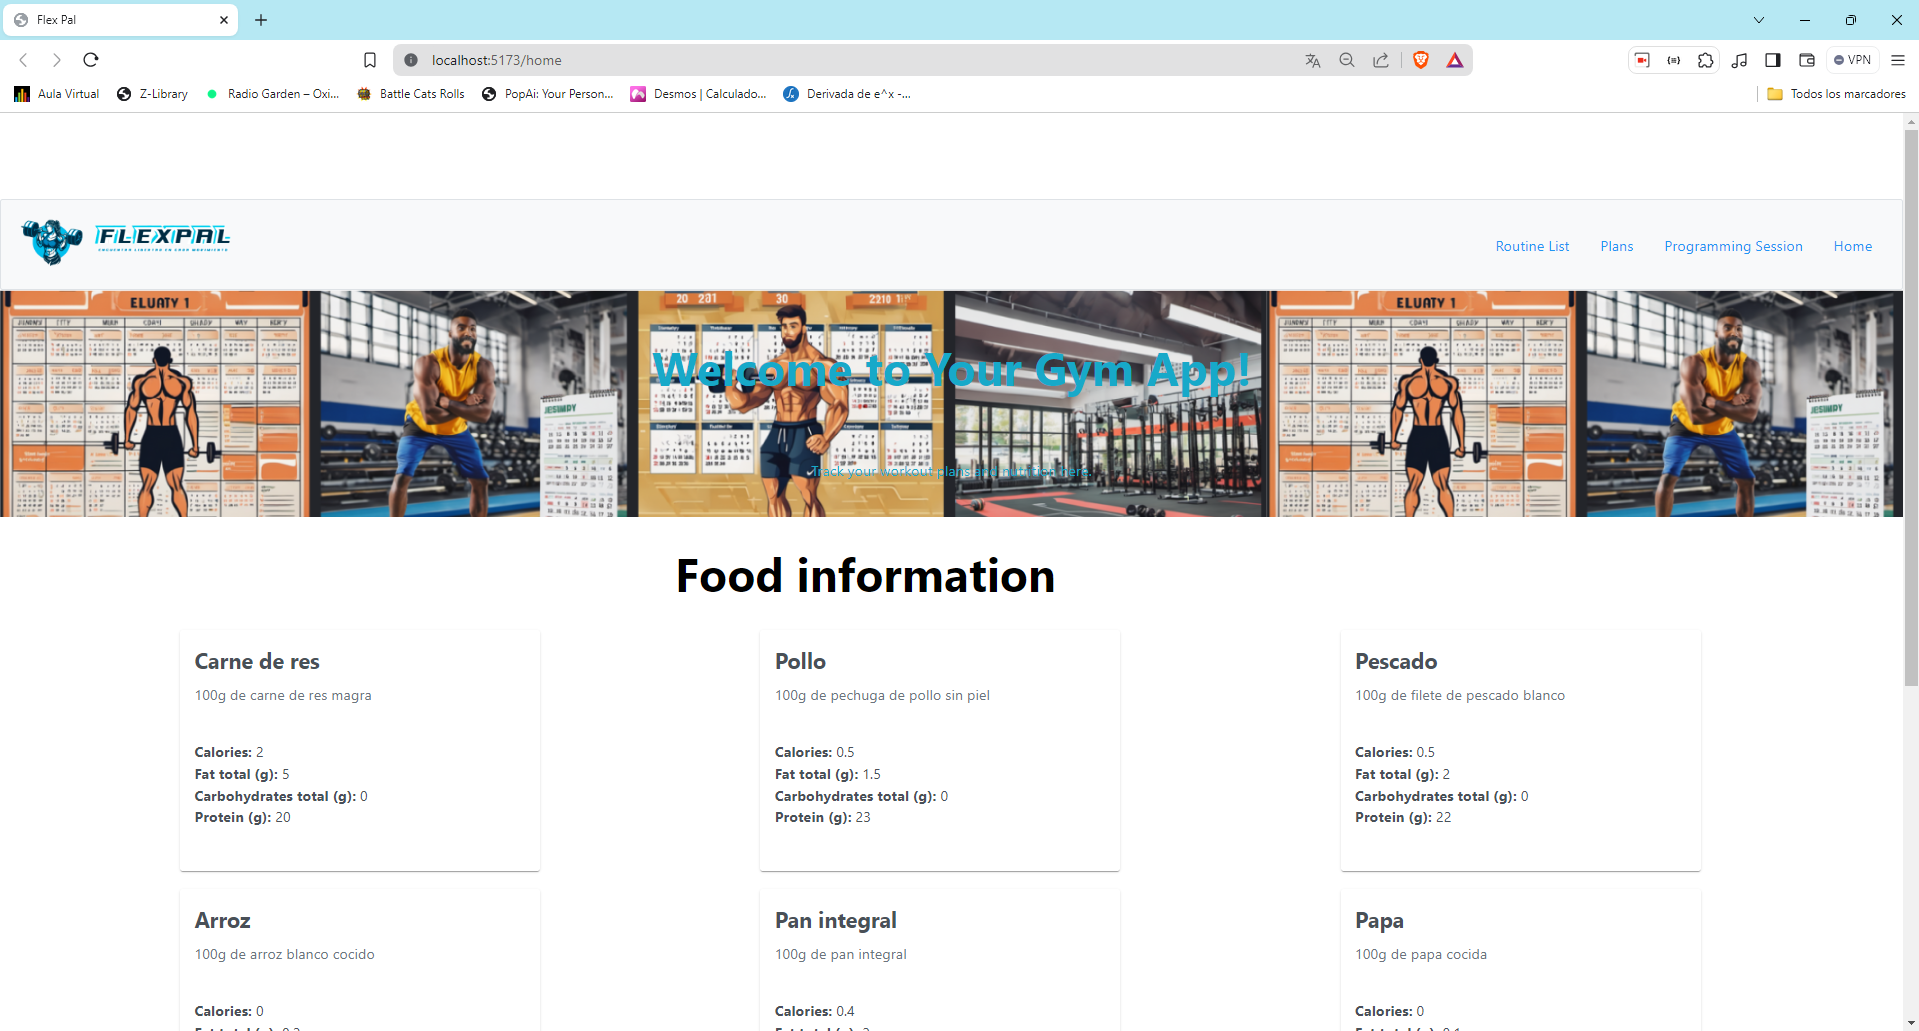 Flex Pal
localhost:5173/home
VPN
Aula Virtual
Z-Library
Radio Garden – Oxi...
Battle Cats Rolls
PopAi: Your Person...
Desmos | Calculado...
Derivada de e^x -...
Todos los marcadores
FLEXPAL
Routine List
Plans
Programming Session
Home
ELUATY 1
20 201
30
ELUATY 1
JESIMDY
JESIMDY
Welcome to Your Gym App!
Track your workout plans and nutrition here.
Food information
Carne de res
100g de carne de res magra
Calories: 2
Fat total (g): 5
Carbohydrates total (g): 0
Protein (g): 20
Pollo
100g de pechuga de pollo sin piel
Calories: 0.5
Fat total (g): 1.5
Carbohydrates total (g): 0
Protein (g): 23
Pescado
100g de filete de pescado blanco
Calories: 0.5
Fat total (g): 2
Carbohydrates total (g): 0
Protein (g): 22
Arroz
100g de arroz blanco cocido
Calories: 0
Pan integral
100g de pan integral
Calories: 0.4
Papa
100g de papa cocida
Calories: 0